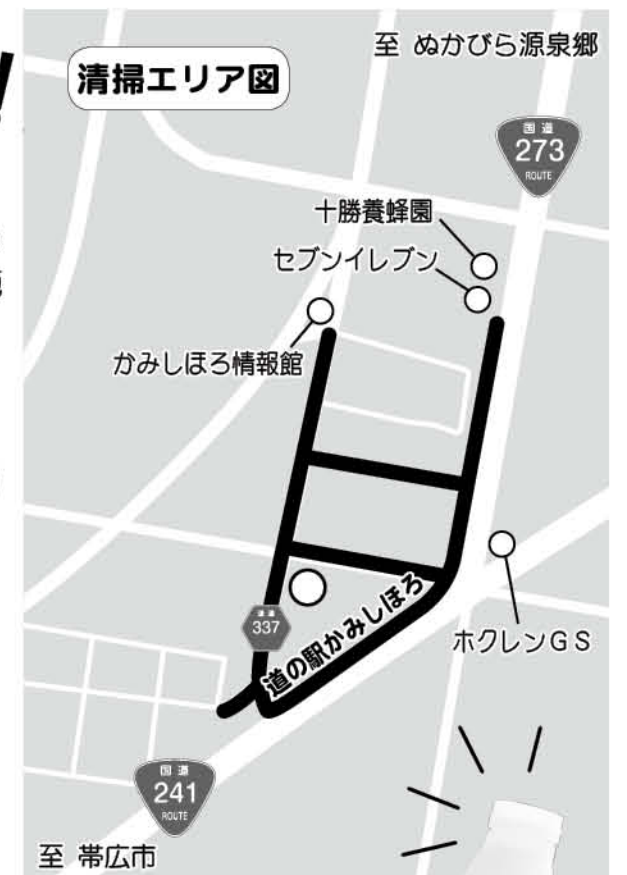 至 ぬかびら源泉郷
清掃エリア図
国道
273
ROUTE
十勝養蜂園
セブンイレブン
かみしほろ情報館
道の駅かみしほろ
道道
337
ホクレンGS
国道
241
ROUTE
至 帯広市